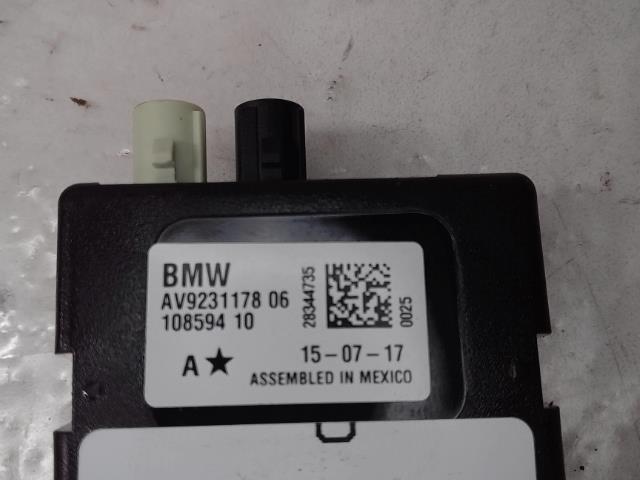 BMW
AV9231178 06
108594 10
A★
28344735
0025
15-07-17
ASSEMBLED IN MEXICO